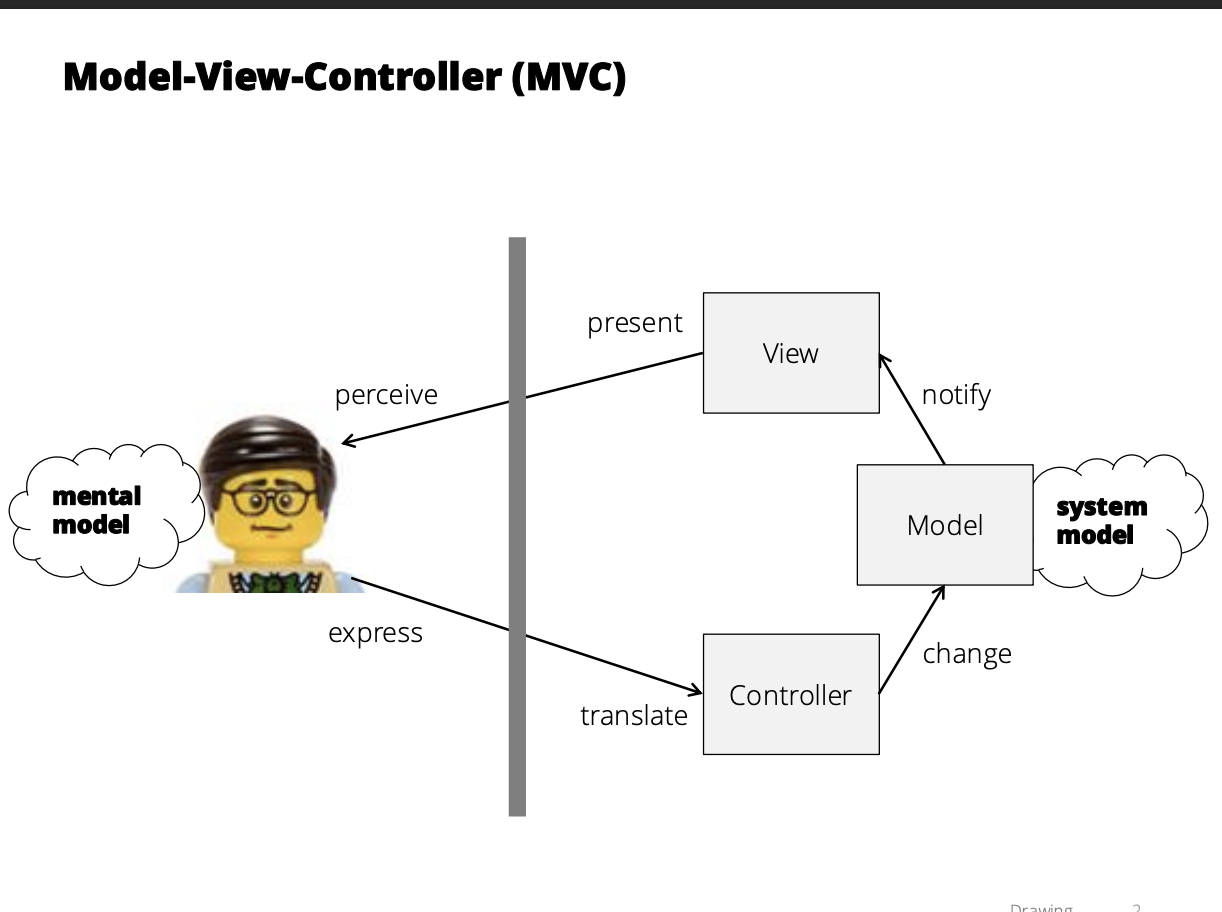 Model-View-Controller (MVC)
present
View
perceive
notify
mental
model
system
model
Model
express
change
Controller
translate
Drawing
2